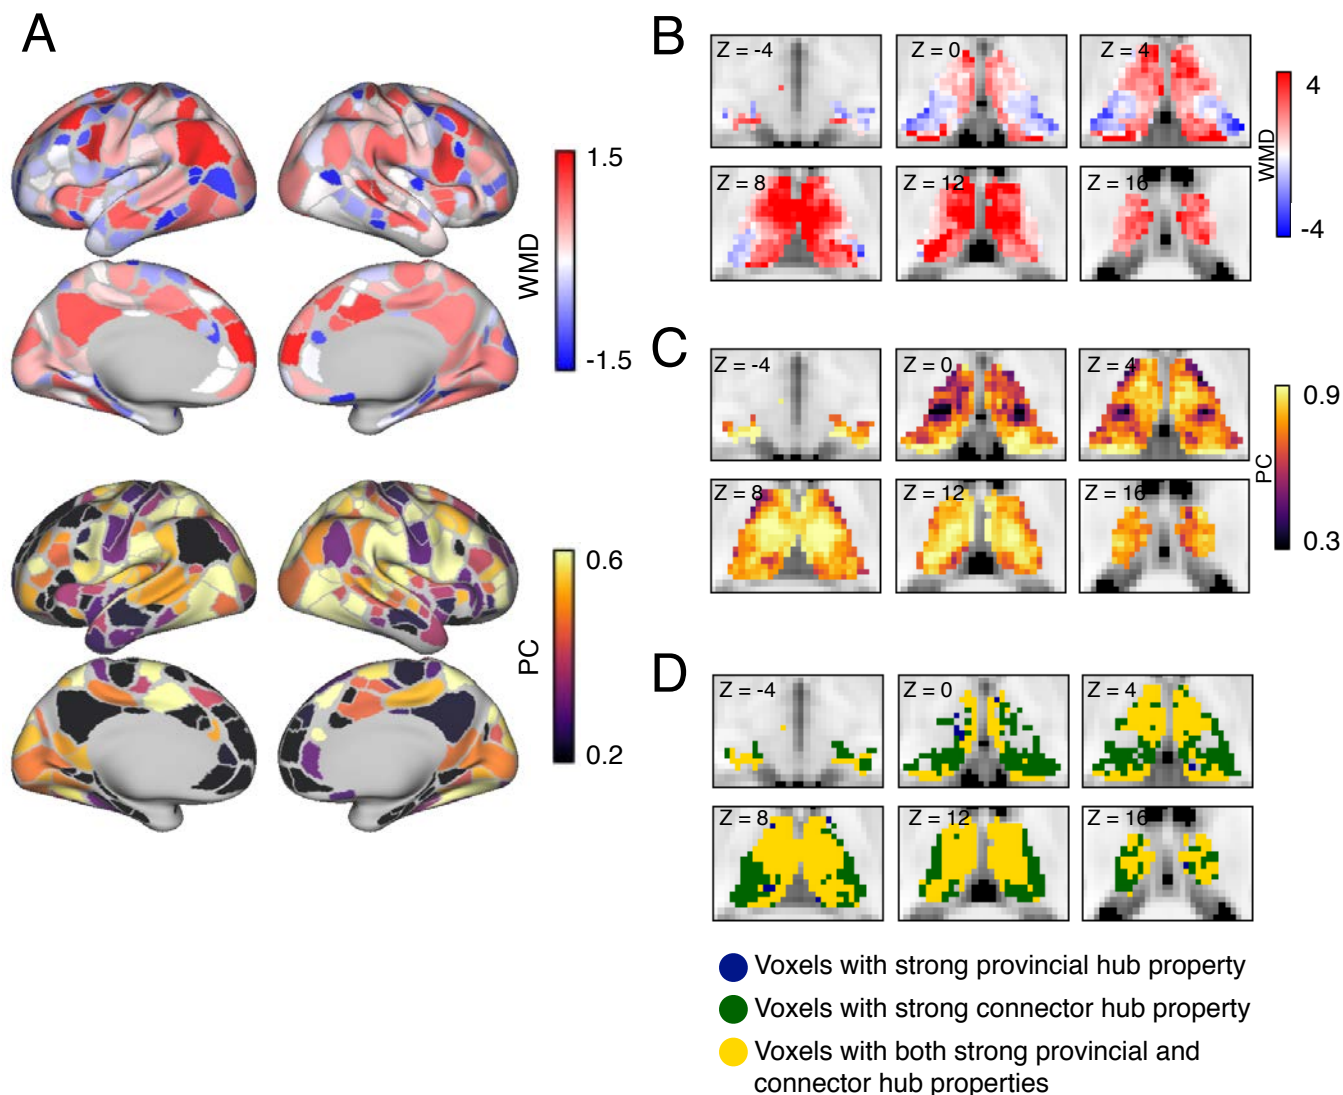 A
1.5
WMD
-1.5
0.6
PC
0.2
B
Z = -4
Z = 0
Z = 4
4
WMD
-4
Z = 8
Z = 12
Z = 16
C
Z = -4
Z = 0
Z = 4
0.9
PC
0.3
Z = 8
Z = 12
Z = 16
D
Z = -4
Z = 0
Z = 4
Z = 8
Z = 12
Z = 16
Voxels with strong provincial hub property
Voxels with strong connector hub property
Voxels with both strong provincial and
connector hub properties